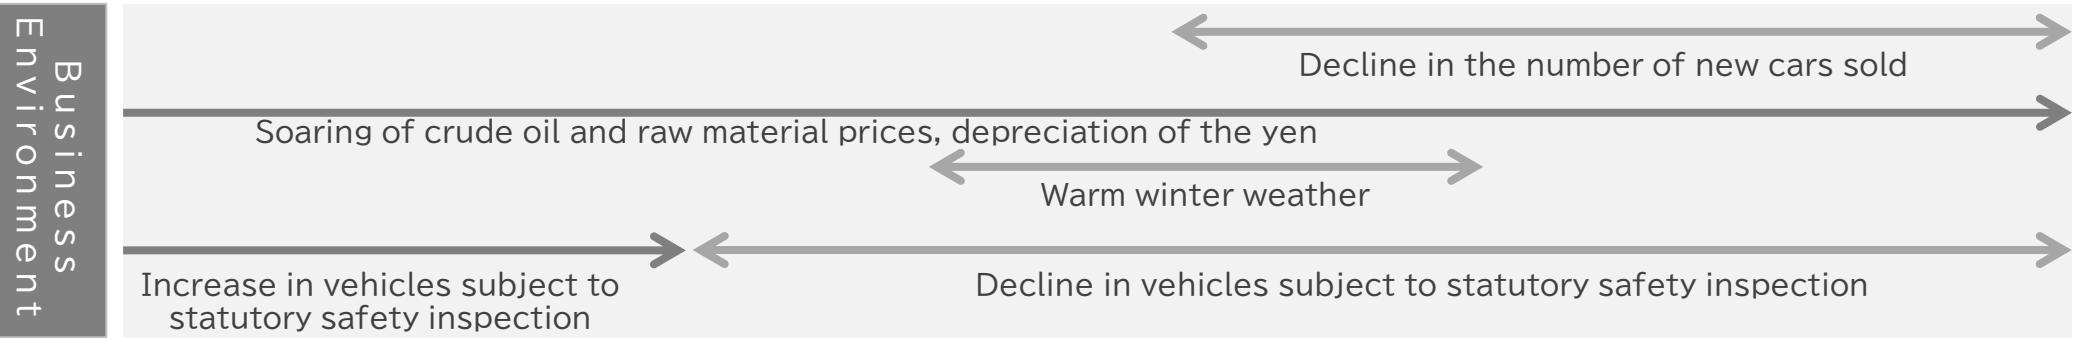 Business
Environment
Decline in the number of new cars sold
Soaring of crude oil and raw material prices, depreciation of the yen
Warm winter weather
Increase in vehicles subject to
statutory safety inspection
Decline in vehicles subject to statutory safety inspection